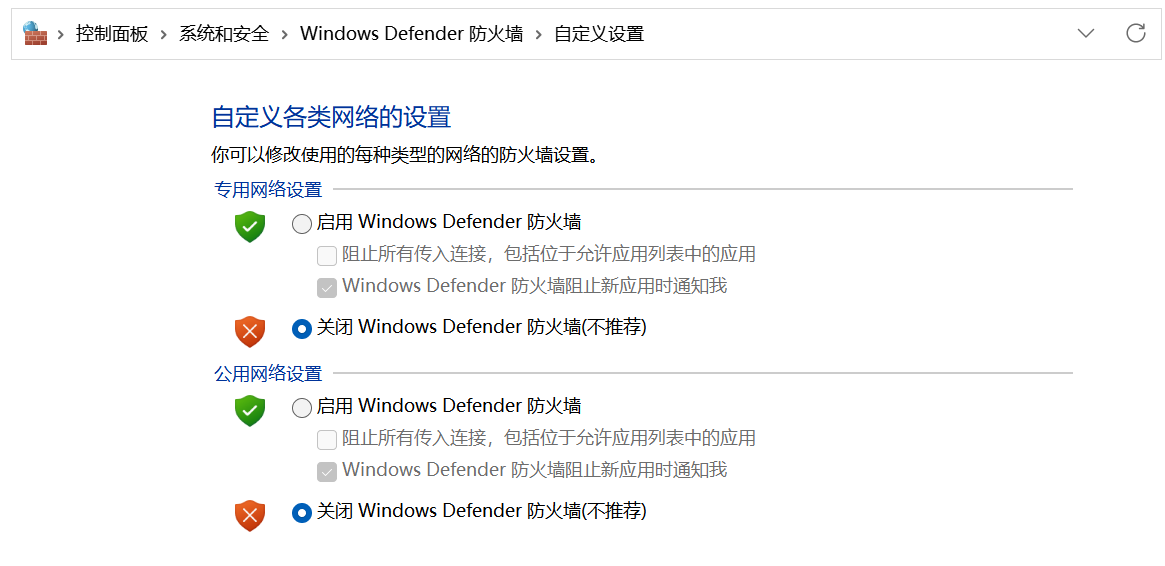 控制面板 › 系统和安全 › Windows Defender 防火墙 › 自定义设置
自定义各类网络的设置
你可以修改使用的每种类型的网络的防火墙设置。
专用网络设置
启用 Windows Defender 防火墙
阻止所有传入连接，包括位于允许应用列表中的应用
Windows Defender 防火墙阻止新应用时通知我
关闭 Windows Defender 防火墙(不推荐)
公用网络设置
启用 Windows Defender 防火墙
阻止所有传入连接，包括位于允许应用列表中的应用
Windows Defender 防火墙阻止新应用时通知我
关闭 Windows Defender 防火墙(不推荐)